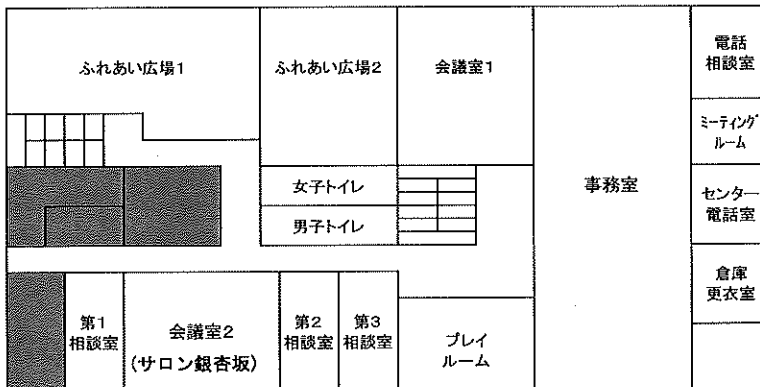 ふれあい広場1
ふれあい広場2
会議室1
電話
相談室
ミーティング
ルーム
女子トイレ
男子トイレ
事務室
センター
電話室
倉庫
更衣室
第1
相談室
会議室2
(サロン銀杏坂)
第2
相談室
第3
相談室
プレイ
ルーム